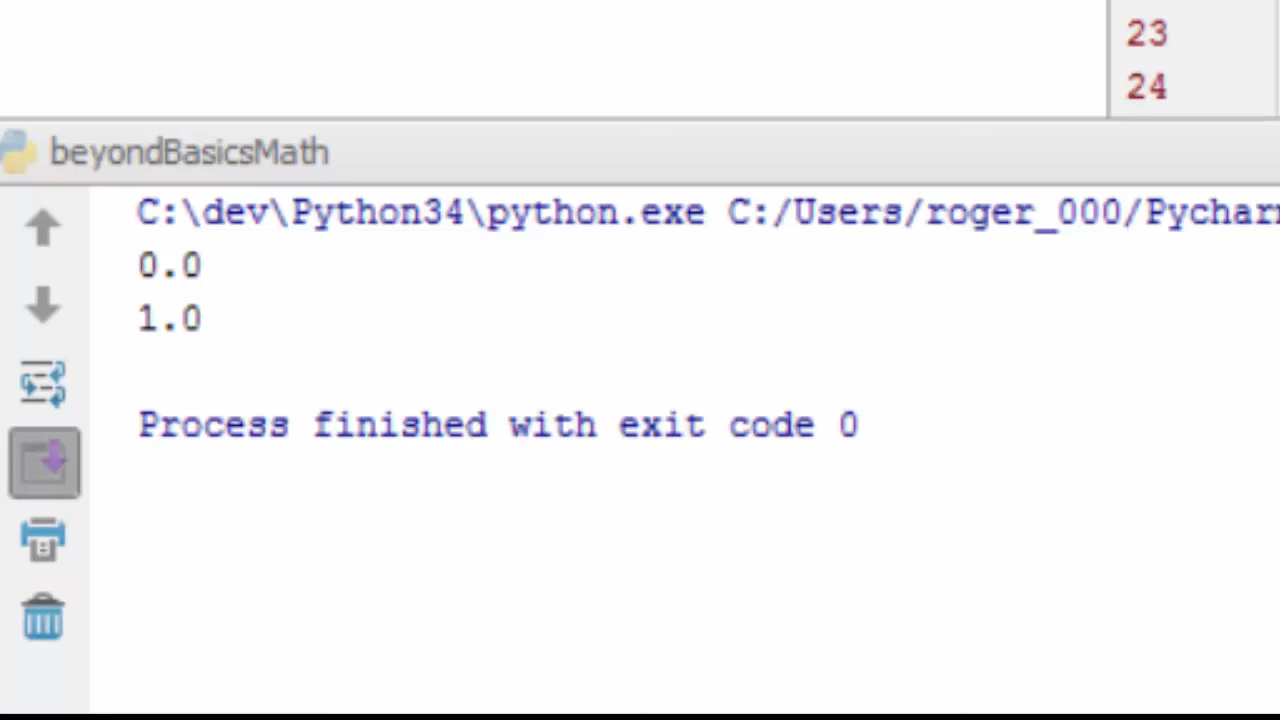 23
24
beyondBasicsMath
C:\dev\Python34\python.exe C:/Users/roger_000/Pycharm
0.0
1.0
Process finished with exit code 0